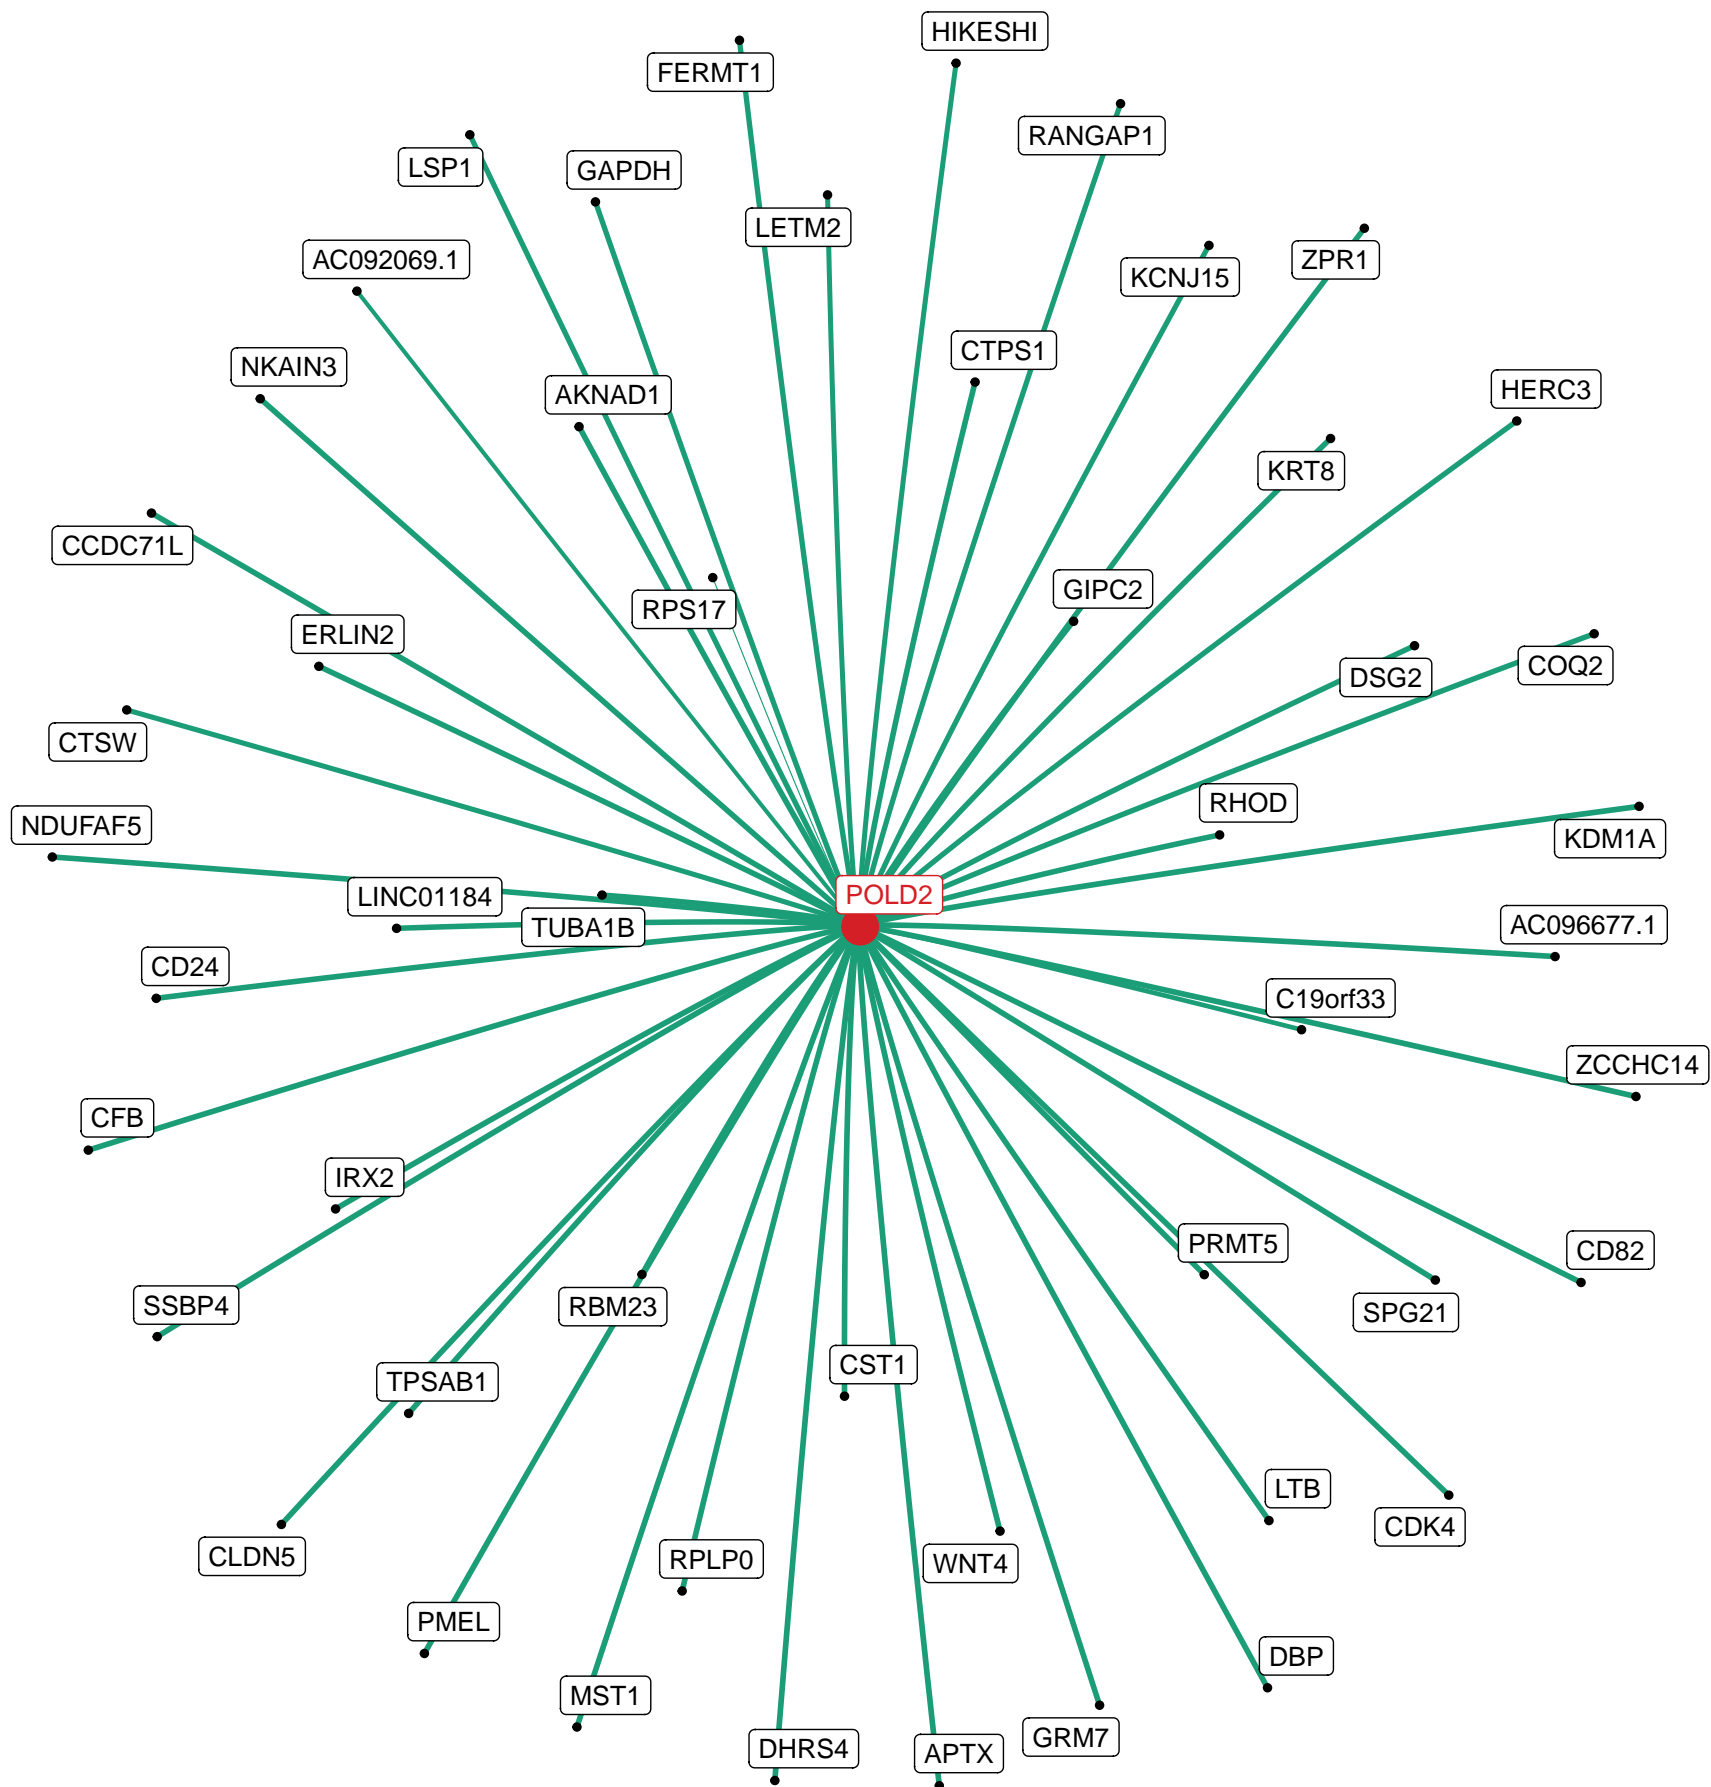 HIKESHI
FERMT1
RANGAP1
LSP1
GAPDH
LETM2
AC092069.1
ZPR1
KCNJ15
CTPS1
NKAIN3
HERC3
AKNAD1
KRT8
CCDC71L
GIPC2
RPS17
ERLIN2
COQ2
DSG2
CTSW
RHOD
NDUFAF5
KDM1A
POLD2
LINC01184
AC096677.1
TUBA1B
CD24
C19orf33
ZCCHC14
CFB
IRX2
PRMT5
CD82
SSBP4
RBM23
SPG21
CST1
TPSAB1
LTB
CDK4
CLDN5
RPLP0
WNT4
PMEL
DBP
MST1
GRM7
DHRS4
APTX